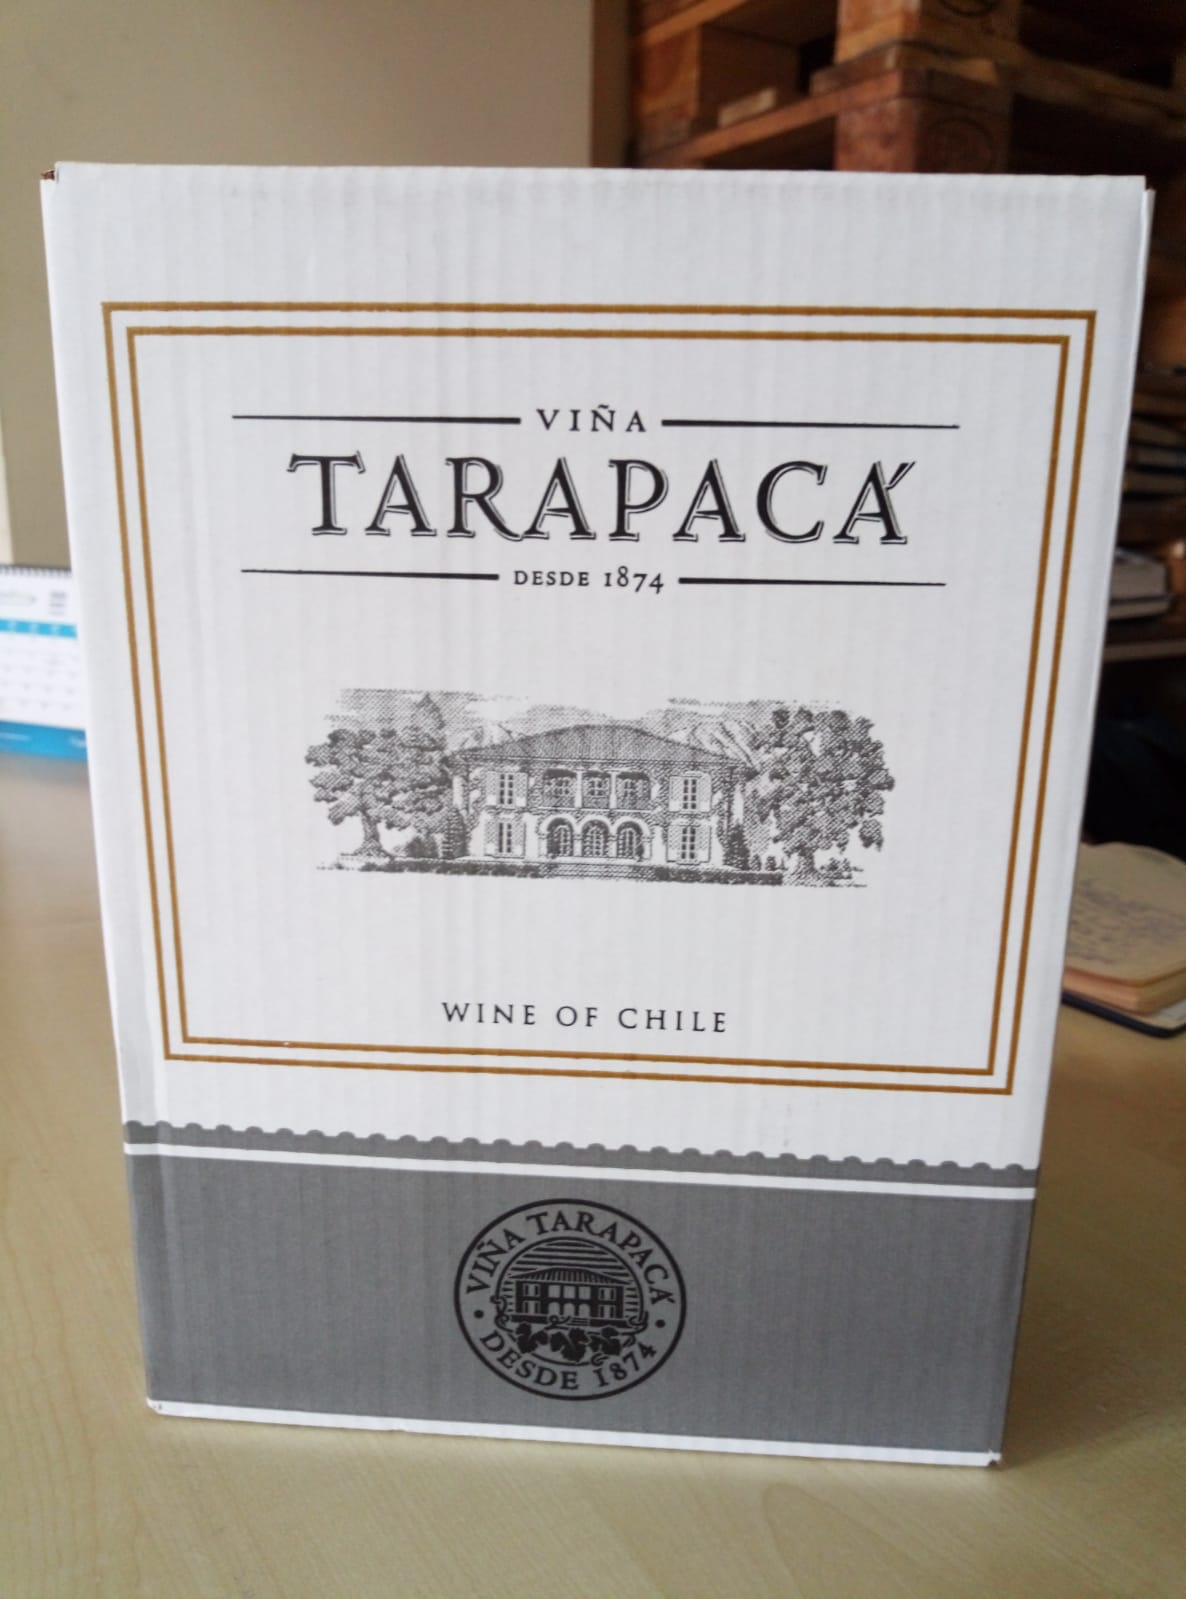 VIÑA
TARAPACÁ
DESDE 1874
WINE OF CHILE
VIÑA TARAPACÁ
• DESDE 1874 •